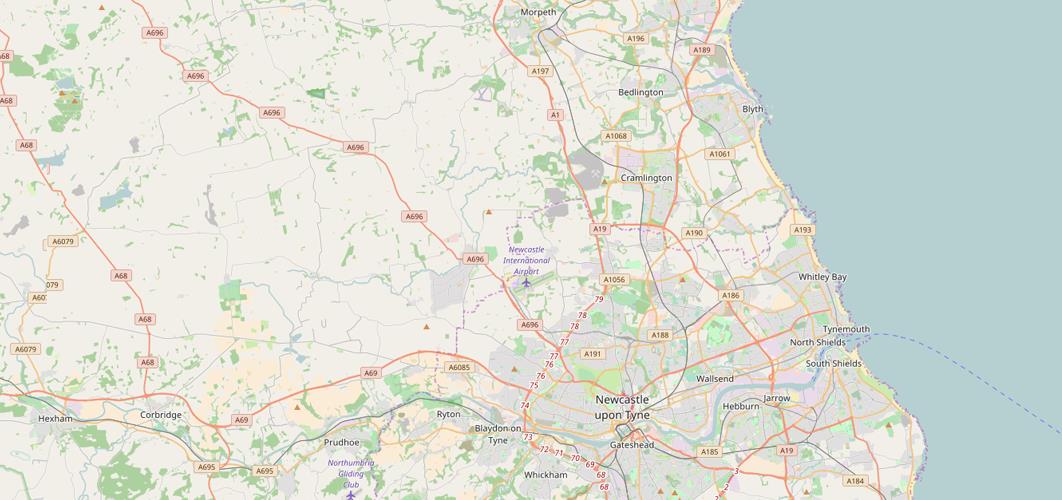 Morpeth
A696
A196
A189
A68
A696
A197
Bedlington
A68
A696
A1
Blyth
A1068
A68
A696
A1061
Cramlington
A696
A19
A190
A193
A6079
Newcastle
International
Airport
A696
A68
Whitley Bay
A1056
079
A60
79
A186
A68
78
A696
78
Tynemouth
A188
77
North Shields
A6079
77
A191
A68
76
South Shields
A69
A6085
76
75
Wallsend
Jarrow
Newcastle
upon Tyne
74
Hebburn
Hexham
Corbridge
A69
Ryton
Blaydon on
Tyne
73
Prudhoe
Gateshead
72
71
70
69
68
A185
A19
A695
A695
Northumbria
Gliding
Club
Whickham
68
3
A184
2